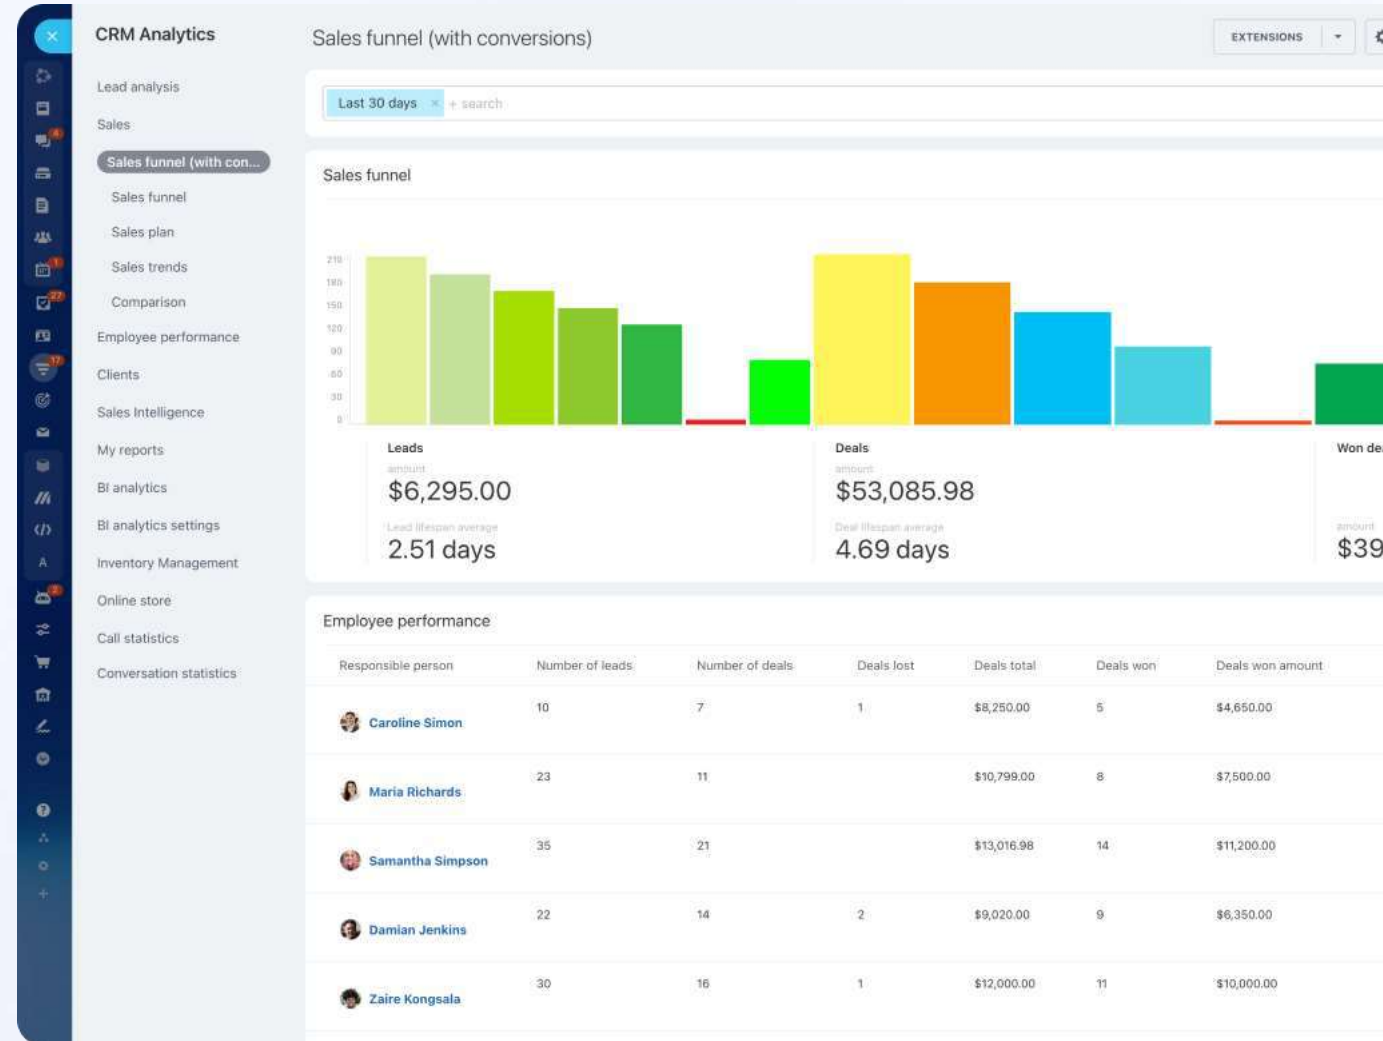 CRM Analytics
Lead analysis
Sales
Sales funnel (with con...
Sales funnel
Sales plan
Sales trends
Comparison
Employee performance
Clients
Sales Intelligence
My reports
BI analytics
BI analytics settings
Inventory Management
Online store
Call statistics
Conversation statistics
4
1
27
17
A
2
Sales funnel (with conversions)
EXTENSIONS
Last 30 days × + search
Sales funnel
210
180
150
120
90
60
30
0
Leads
amount
$6,295.00
Lead lifespan average
2.51 days
Deals
amount
$53,085.98
Deal lifespan average
4.69 days
Won dea
amount
$39
Employee performance
Responsible person Number of leads Number of deals Deals lost Deals total Deals won Deals won amount
Caroline Simon 10 7 1 $8,250.00 5 $4,650.00
Maria Richards 23 11 $10,799.00 8 $7,500.00
Samantha Simpson 35 21 $13,016.98 14 $11,200.00
Damian Jenkins 22 14 2 $9,020.00 9 $6,350.00
Zaire Kongsala 30 16 1 $12,000.00 11 $10,000.00